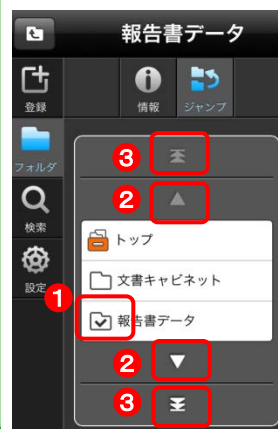 報告書データ
登録
情報
ジャンプ
フォルダ
検索
設定
3
2
トップ
文書キャビネット
1
報告書データ
2
3